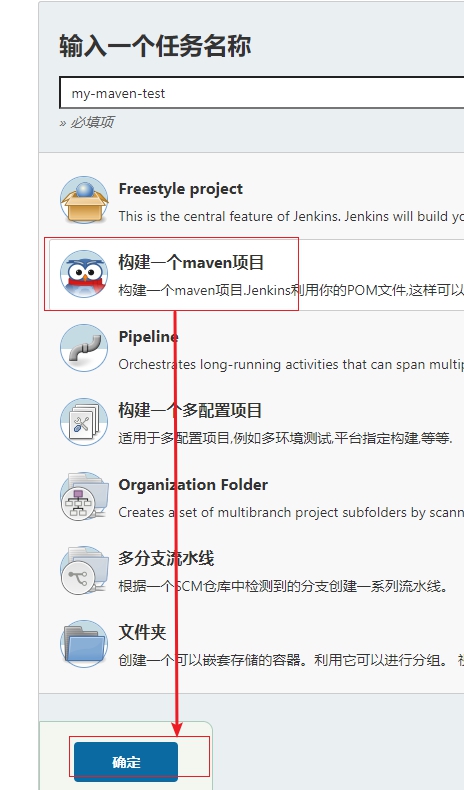 输入一个任务名称
my-maven-test
» 必填项
Freestyle project
This is the central feature of Jenkins. Jenkins will build
构建一个maven项目
构建一个maven项目.Jenkins利用你的POM文件,这样可以
Pipeline
Orchestrates long-running activities that can span
构建一个多配置项目
适用于多配置项目,例如多环境测试,平台指定构建,等等.
Organization Folder
Creates a set of multibranch project subfolders by
多分支流水线
根据一个SCM仓库中检测到的分支创建一系列流水线。
文件夹
创建一个可以嵌套存储的容器。利用它可以进行分组。
确定